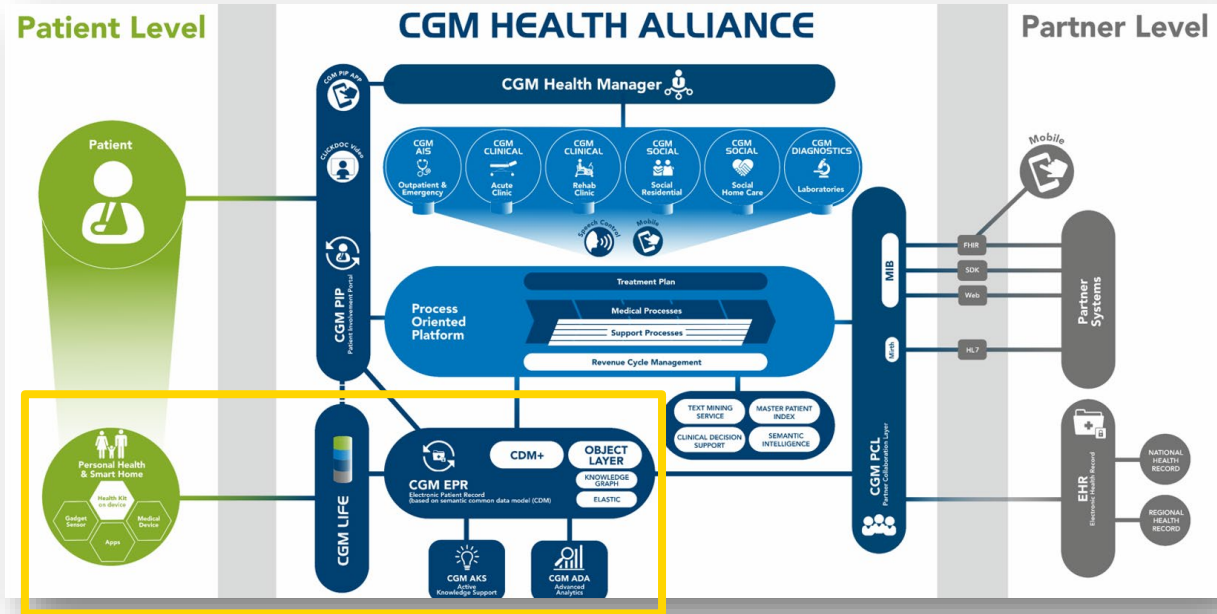 Patient Level
CGM HEALTH ALLIANCE
Partner Level
CGM PIP APP
CGM Health Manager
Patient
CLICKDOC Video
CGM
AIS
Outpatient &
Emergency
CGM
CLINICAL
Acute
Clinic
CGM
CLINICAL
Rehab
Clinic
CGM
SOCIAL
Social
Residential
CGM
SOCIAL
Social
Home Care
CGM
DIAGNOSTICS
Laboratories
Mobile
Speech Control
Mobile
CGM PIP
Patient Involvement Portal
Process
Oriented
Platform
Treatment Plan
Medical Processes
Support Processes
Revenue Cycle Management
MIB
Mirth
FHIR
SDK
Web
HL7
Partner
Systems
TEXT MINING
SERVICE
MASTER PATIENT
INDEX
CLINICAL DECISION
SUPPORT
SEMANTIC
INTELLIGENCE
CGM PCL
Partner Collaboration Layer
Personal Health
& Smart Home
Health Kit
on device
Gadget
Sensor
Medical
Device
Apps
CGM LIFE
CGM EPR
Electronic Patient Record
(based on semantic common data model (CDM)
CDM+
OBJECT
LAYER
KNOWLEDGE
GRAPH
ELASTIC
CGM AKS
Active
Knowledge Support
CGM ADA
Advanced
Analytics
EHR
Electronic Health Record
NATIONAL
HEALTH
RECORD
REGIONAL
HEALTH
RECORD